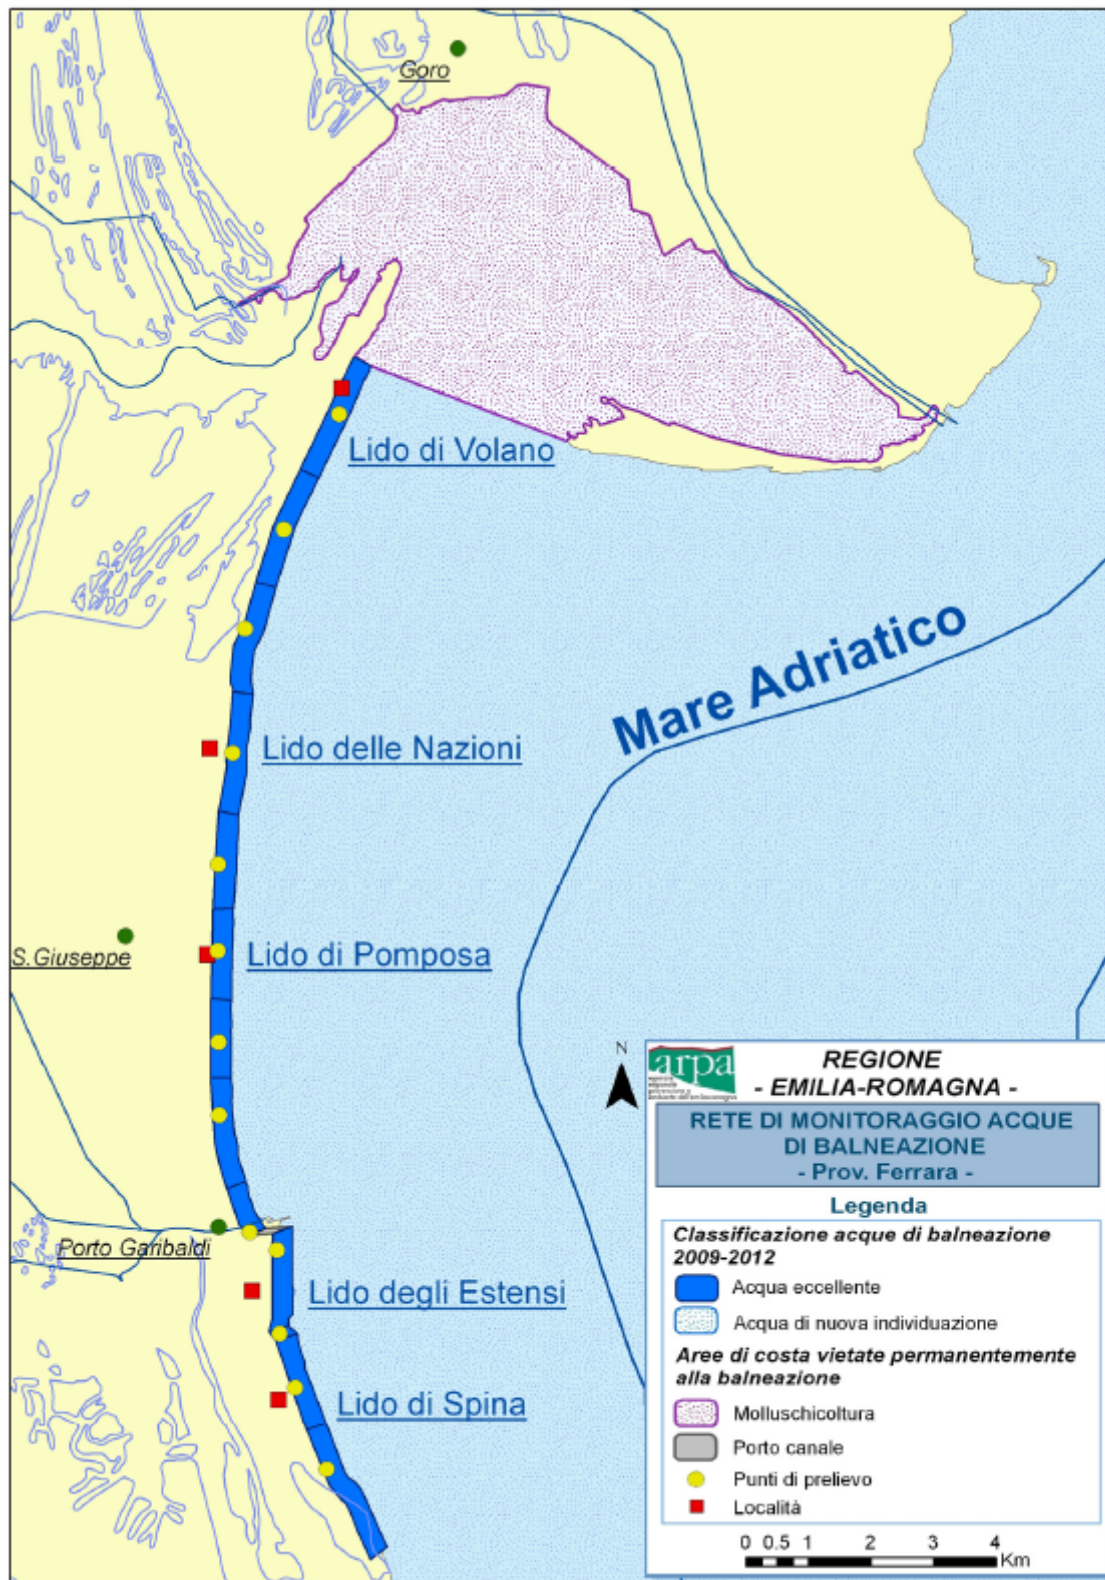 Goro
Lido di Volano
Mare Adriatico
Lido delle Nazioni
S.Giuseppe
Lido di Pomposa
Porto Garibaldi
Lido degli Estensi
Lido di Spina
N
arpa
REGIONE
- EMILIA-ROMAGNA -
RETE DI MONITORAGGIO ACQUE
DI BALNEAZIONE
- Prov. Ferrara -
Legenda
Classificazione acque di balneazione
2009-2012
Acqua eccellente
Acqua di nuova individuazione
Aree di costa vietate permanentemente
alla balneazione
Molluschicoltura
Porto canale
Punti di prelievo
Località
0 0.5 1 2 3 4
Km